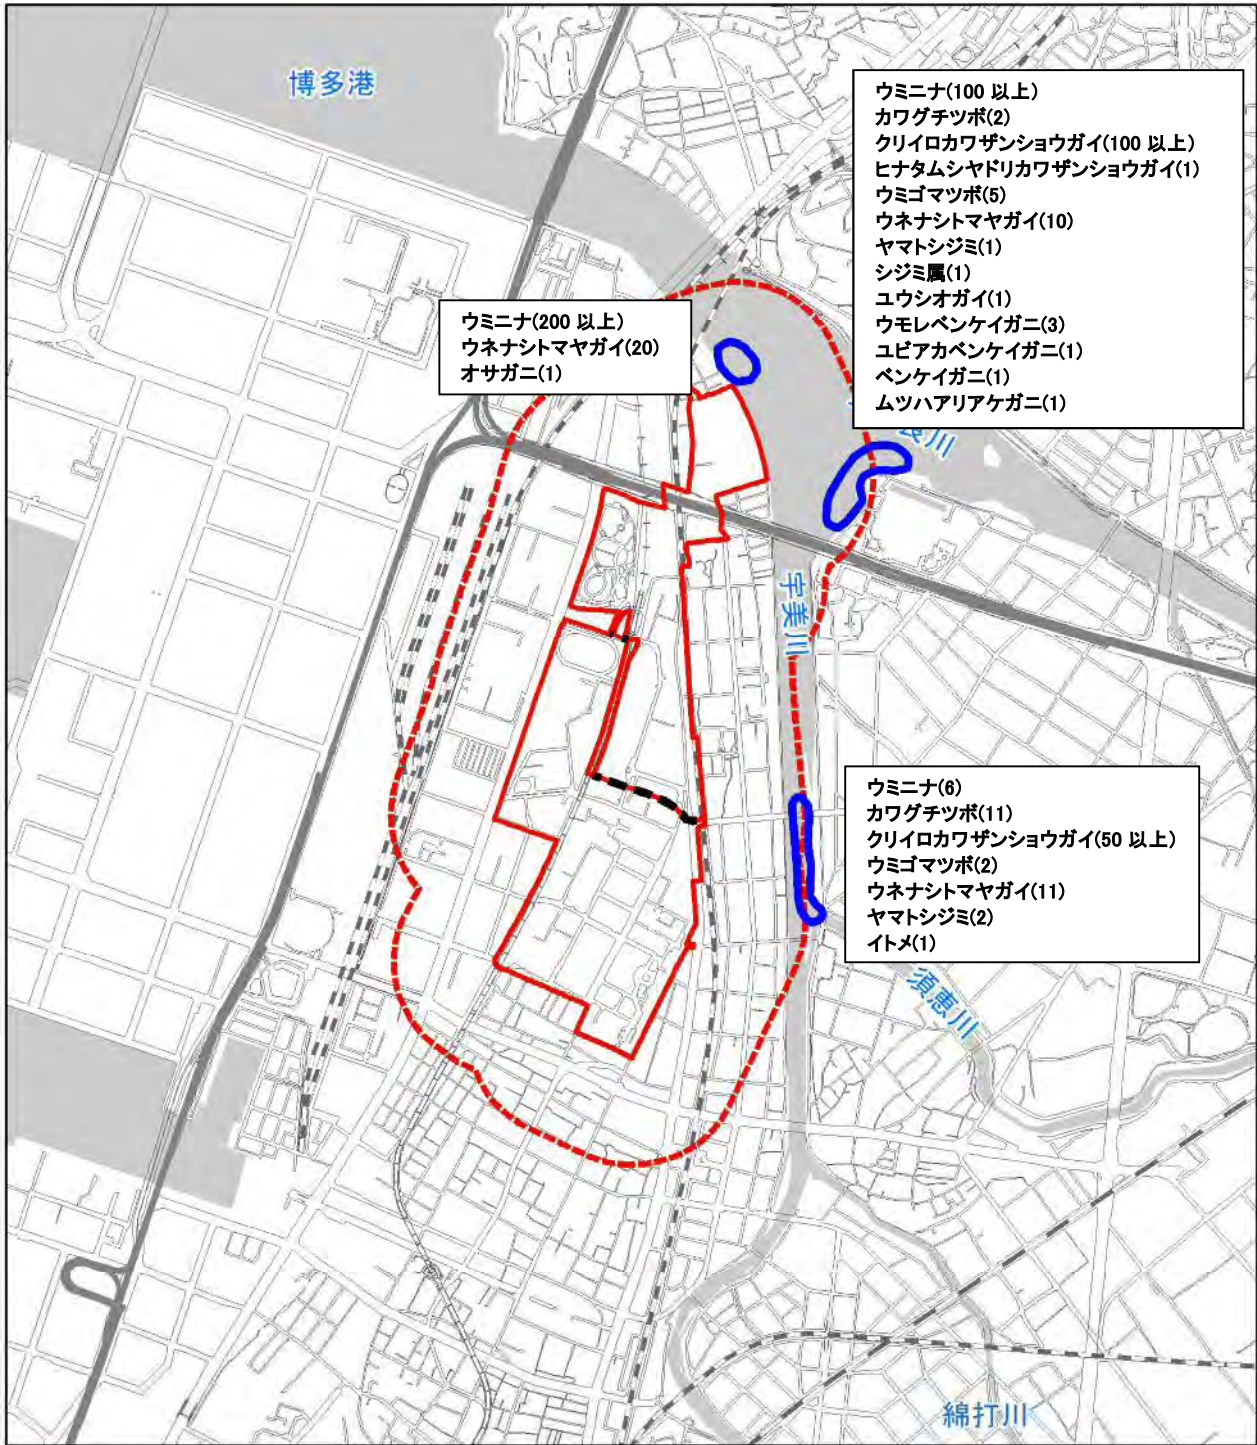 博多港
ウミニナ(100 以上)
カワグチツボ(2)
クリイロカワザンショウガイ(100 以上)
ヒナタムシヤドリカワザンショウガイ(1)
ウミゴマツボ(5)
ウネナシトマヤガイ(10)
ヤマトシジミ(1)
シジミ属(1)
ユウシオガイ(1)
ウモレベンケイガニ(3)
ユビアカベンケイガニ(1)
ベンケイガニ(1)
ムツハアリアケガニ(1)
ウミニナ(200 以上)
ウネナシトマヤガイ(20)
オサガニ(1)
良川
宇美川
ウミニナ(6)
カワグチツボ(11)
クリイロカワザンショウガイ(50 以上)
ウミゴマツボ(2)
ウネナシトマヤガイ(11)
ヤマトシジミ(2)
イトメ(1)
須恵川
綿打川